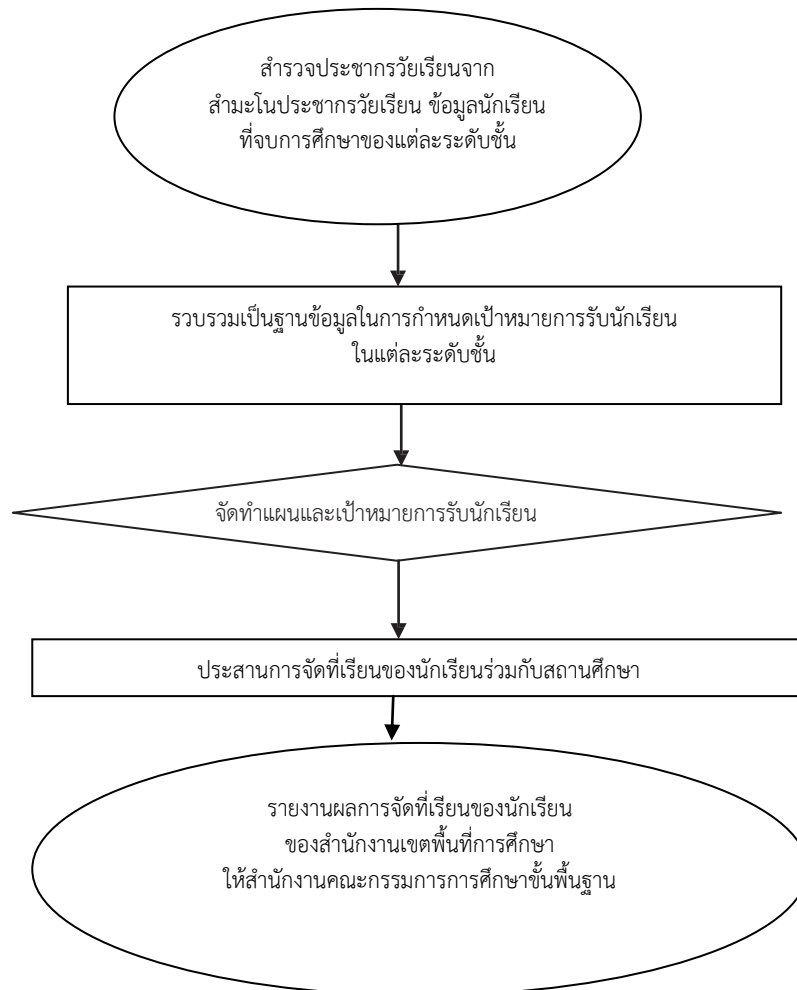 สำรวจประชากรวัยเรียนจาก
สำมะโนประชากรวัยเรียน ข้อมูลนักเรียน
ที่จบการศึกษาของแต่ละระดับชั้น
รวบรวมเป็นฐานข้อมูลในการกำหนดเป้าหมายการรับนักเรียน
ในแต่ละระดับชั้น
จัดทำแผนและเป้าหมายการรับนักเรียน
ประสานการจัดที่เรียนของนักเรียนร่วมกับสถานศึกษา
รายงานผลการจัดที่เรียนของนักเรียน
ของสำนักงานเขตพื้นที่การศึกษา
ให้สำนักงานคณะกรรมการการศึกษาขั้นพื้นฐาน